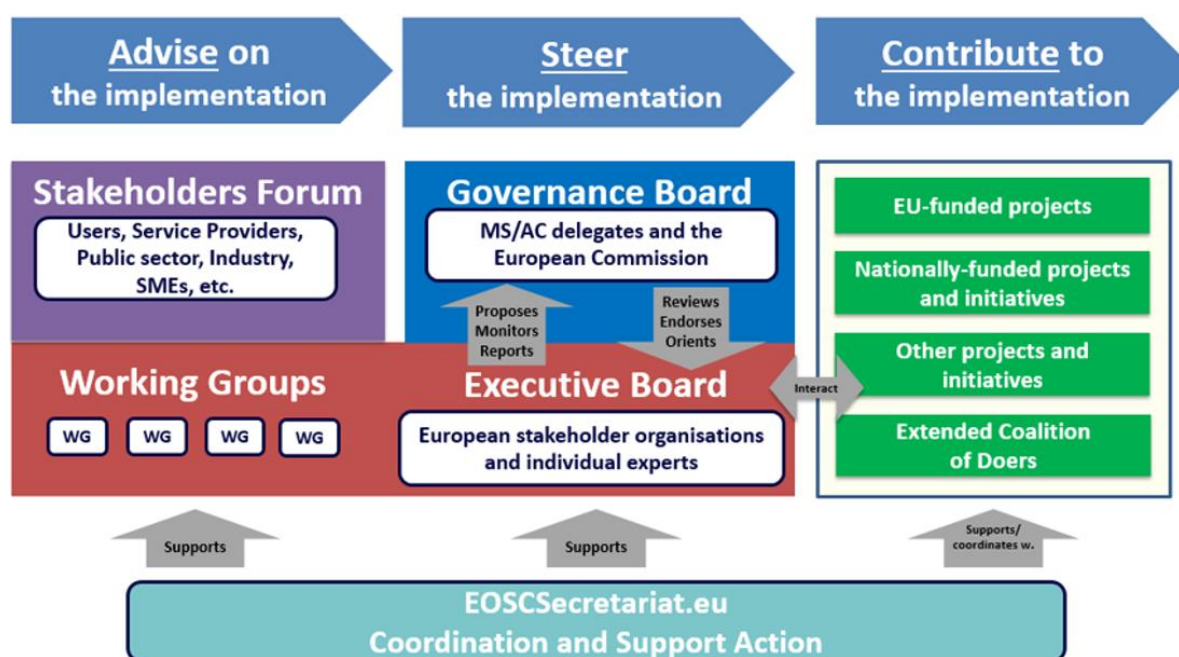 Advise on
the implementation
Steer
the implementation
Contribute to
the implementation
Stakeholders Forum
Users, Service Providers,
Public sector, Industry,
SMEs, etc.
Governance Board
MS/AC delegates and the
European Commission
Proposes
Monitors
Reports
Reviews
Endorses
Orients
Working Groups
WG
WG
WG
WG
Executive Board
European stakeholder organisations
and individual experts
Interact
EU-funded projects
Nationally-funded projects
and initiatives
Other projects and
initiatives
Extended Coalition
of Doers
Supports
Supports
Supports/
coordinates w.
EOSCSecretariat.eu
Coordination and Support Action